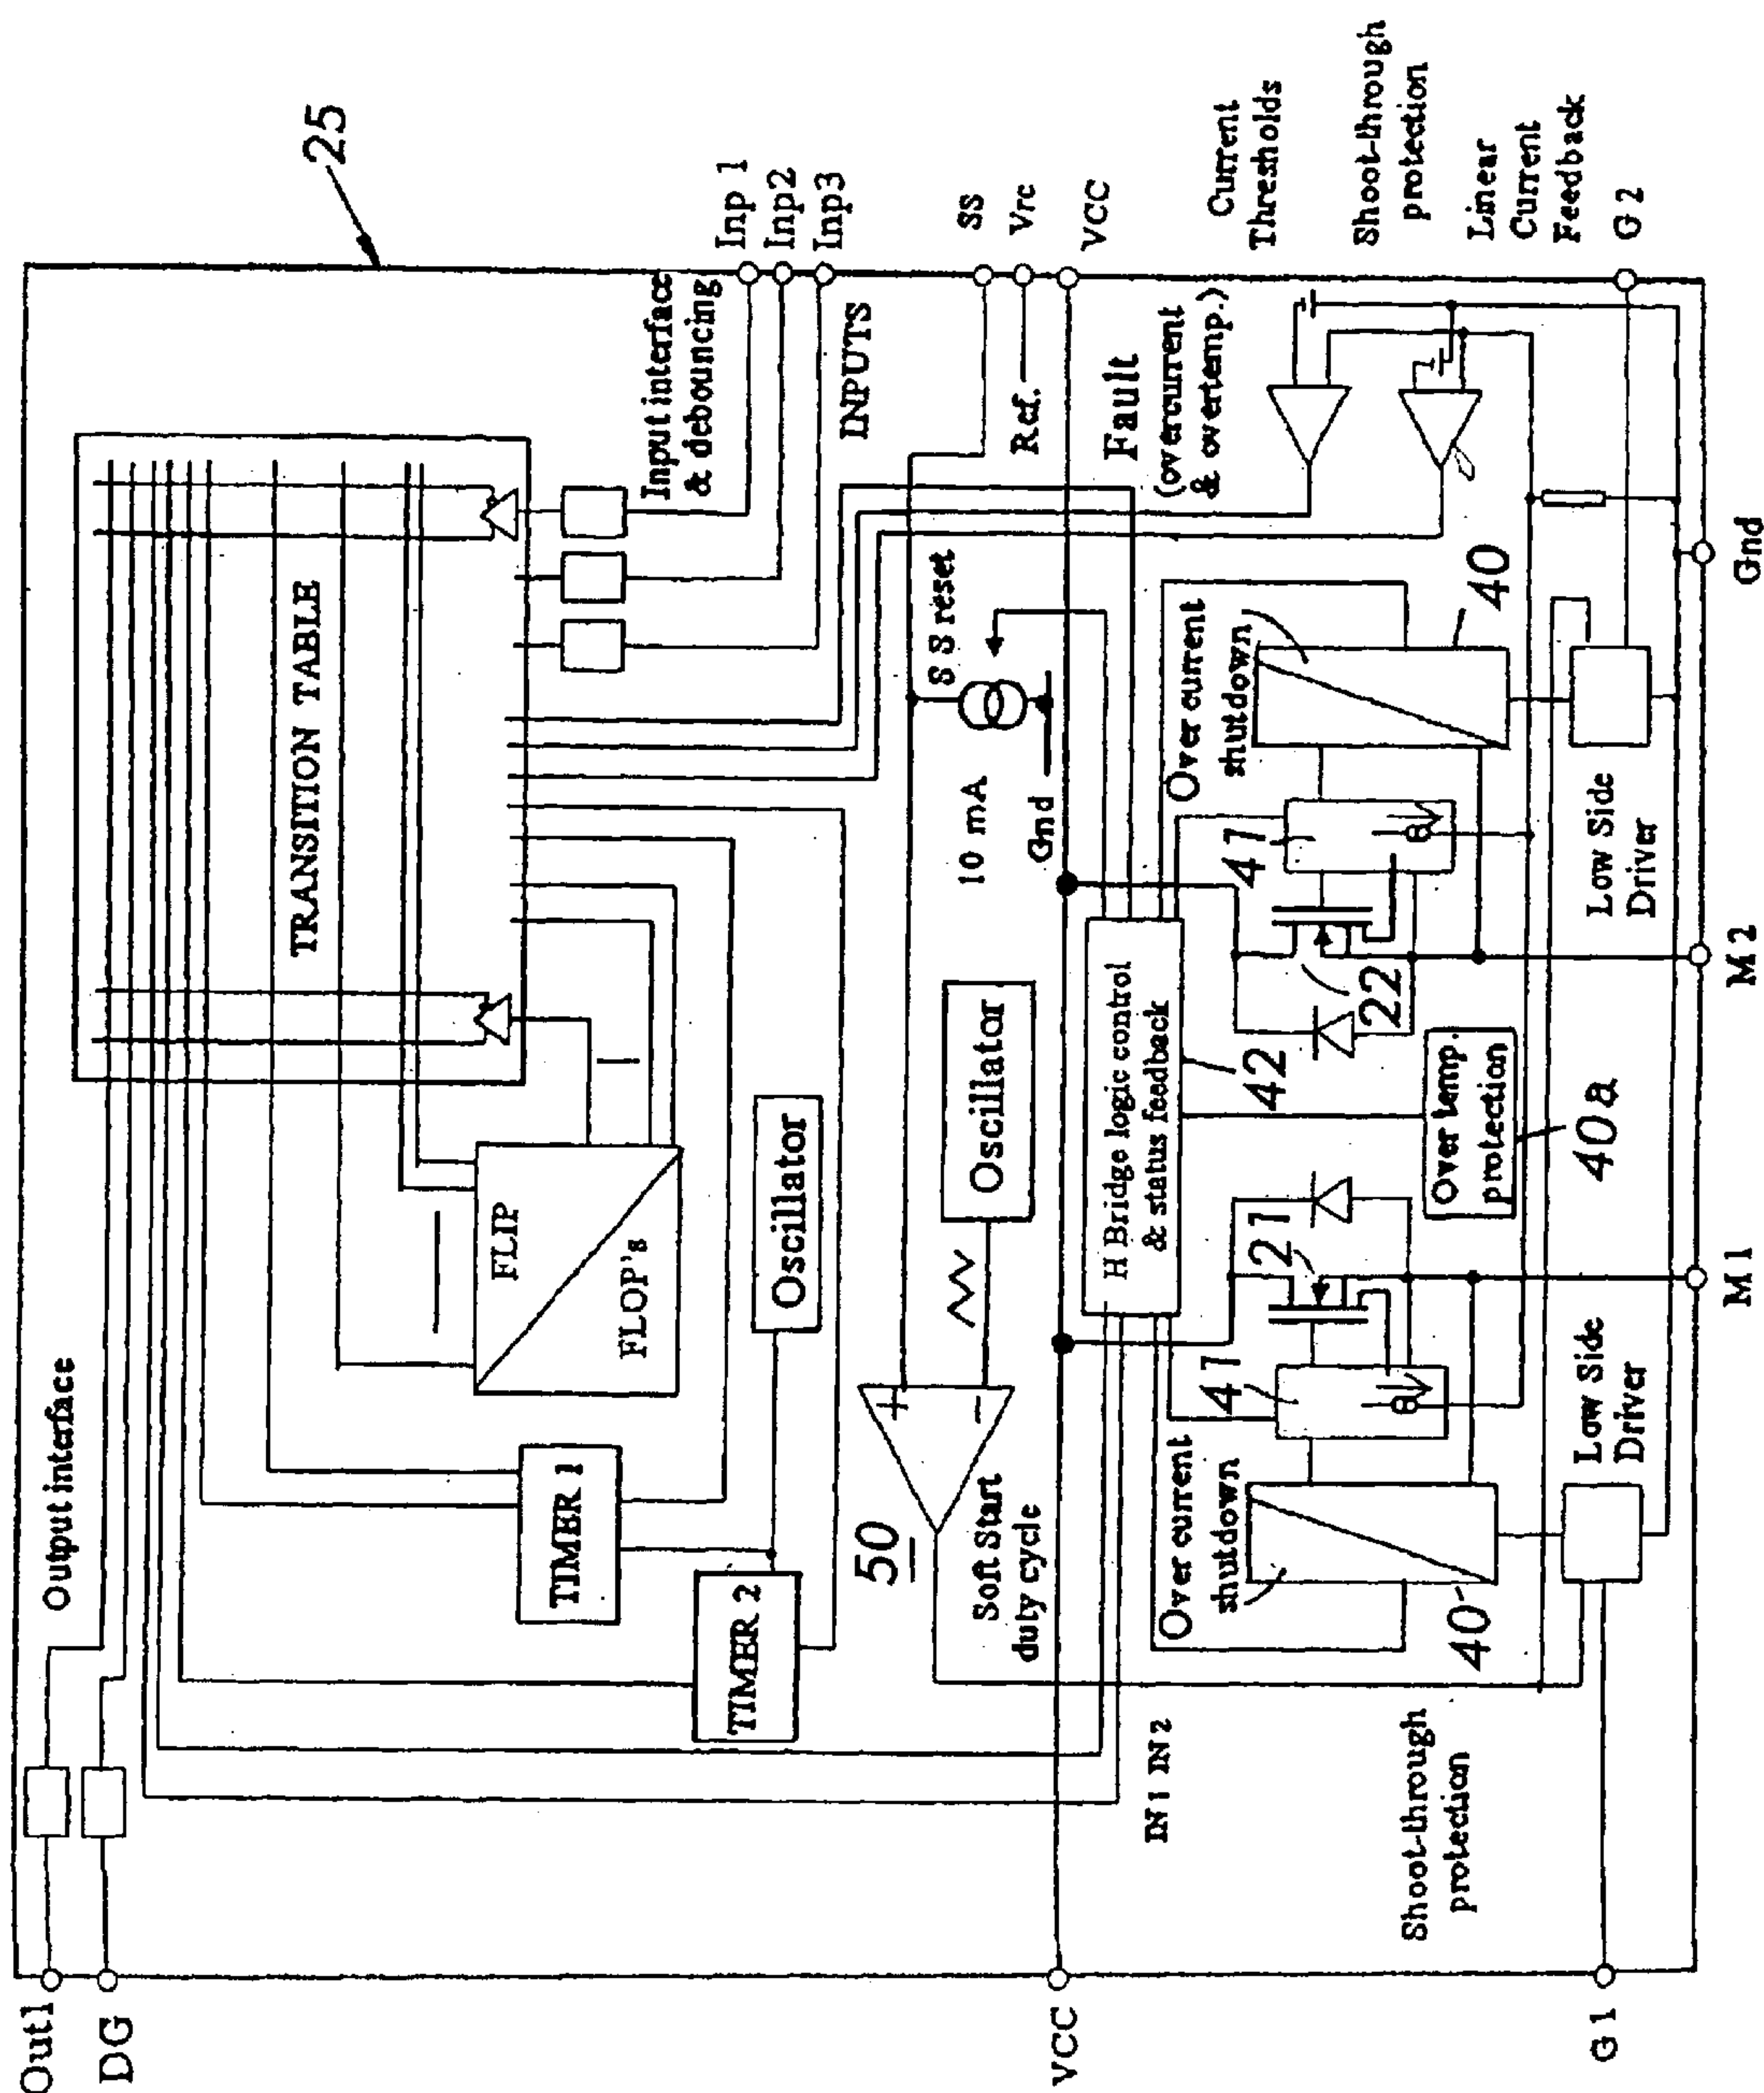 Out1
DG
Output interface
25
TRANSITION TABLE
FLIP
FLOP's
TIMER 1
TIMER 2
Oscillator
Input interface
& debouncing
INPUTS
Inp 1
Inp2
Inp3
SS
Vrc
VCC
Ref.
50
+
-
Soft Start
duty cycle
Oscillator
10 mA
Gnd
S S reset
Fault
(overcurrent
& overtemp.)
Current
Thresholds
VCC
IN 1 IN 2
H Bridge logic control
& status feedback
42
Over current
shutdown
40
41
21
Over temp.
protection
40a
22
41
Over current
shutdown
40
Shoot-through
protection
Shoot-through
protection
Linear
Current
Feedback
Low Side
Driver
Low Side
Driver
G 1
G 2
M 1
M 2
Gnd